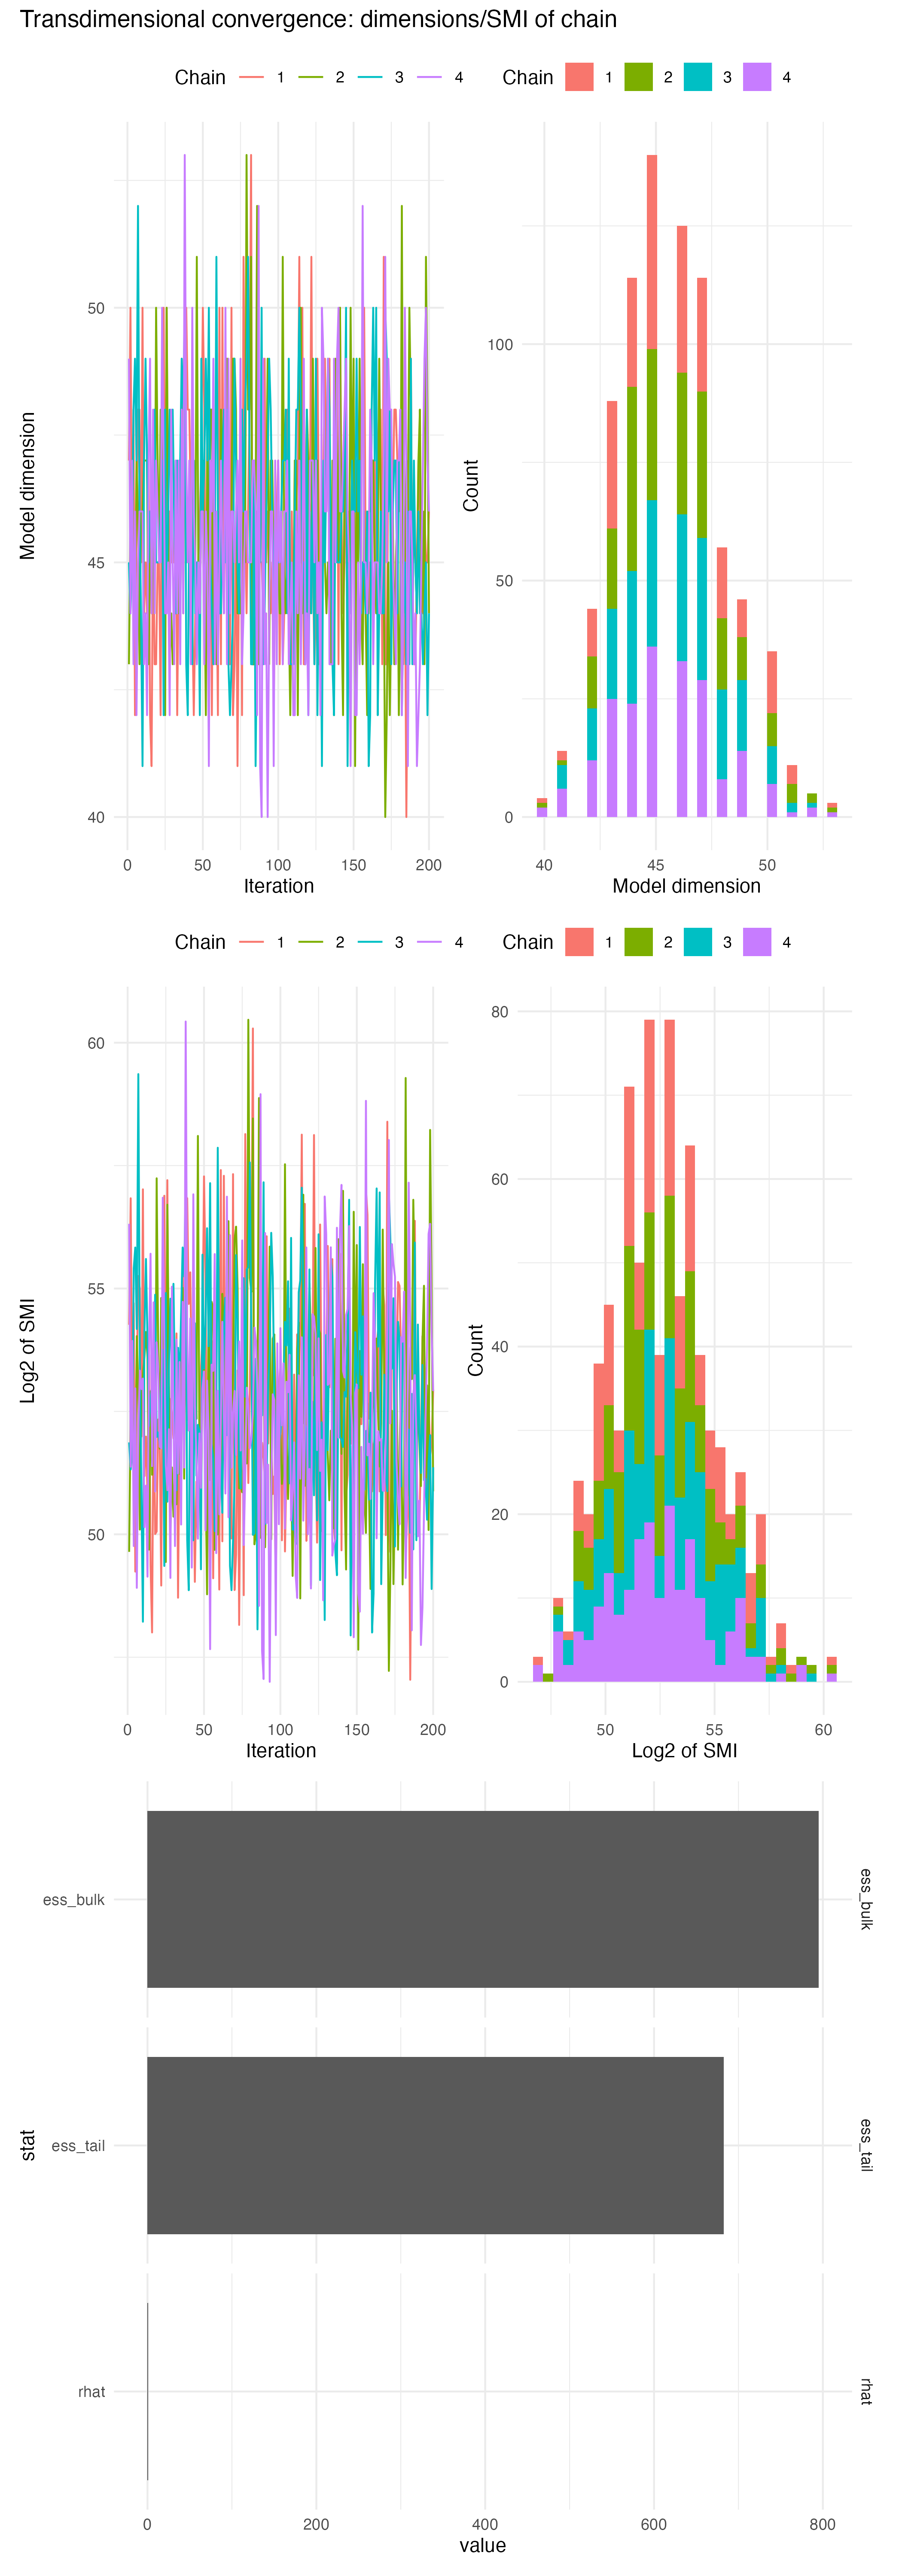 Transdimensional convergence: dimensions/SMI of chain
Chain 1 2 3 4
Chain 1 2 3 4
Model dimension
50
45
40
0 50 100 150 200
Iteration
Count
100
50
0
40 45 50
Model dimension
Chain 1 2 3 4
Chain 1 2 3 4
Log2 of SMI
60
55
50
0 50 100 150 200
Iteration
Count
80
60
40
20
0
50 55 60
Log2 of SMI
stat
ess_bulk
ess_bulk
ess_tail
ess_tail
rhat
rhat
0 200 400 600 800
value